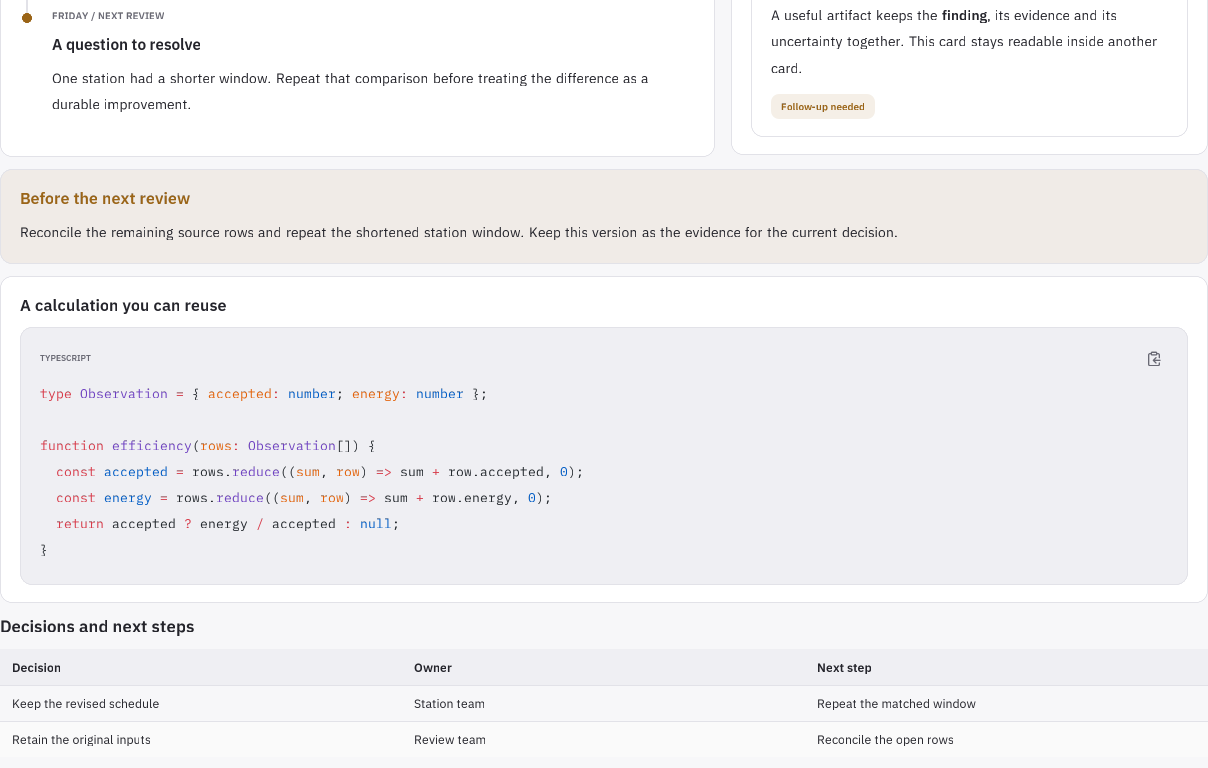 FRIDAY / NEXT REVIEW
A question to resolve
One station had a shorter window. Repeat that comparison before treating the difference as a
durable improvement.
A useful artifact keeps the finding, its evidence and its
uncertainty together. This card stays readable inside another
card.
Follow-up needed
Before the next review
Reconcile the remaining source rows and repeat the shortened station window. Keep this version as the evidence for the current decision.
A calculation you can reuse
TYPESCRIPT
type Observation = { accepted: number; energy: number };
function efficiency(rows: Observation[]) {
  const accepted = rows.reduce((sum, row) => sum + row.accepted, 0);
  const energy = rows.reduce((sum, row) => sum + row.energy, 0);
  return accepted ? energy / accepted : null;
}
Decisions and next steps
Decision Owner Next step
Keep the revised schedule Station team Repeat the matched window
Retain the original inputs Review team Reconcile the open rows